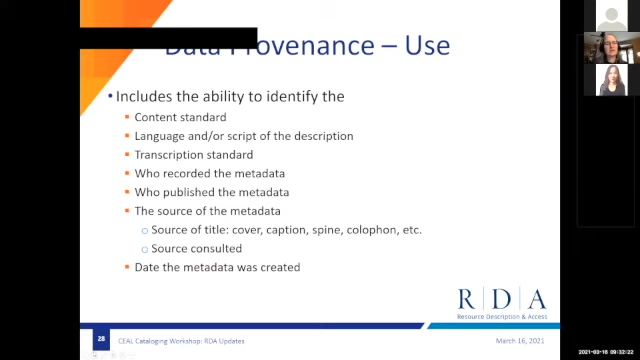 Data Provenance – Use
• Includes the ability to identify the
▪ Content standard
▪ Language and/or script of the description
▪ Transcription standard
▪ Who recorded the metadata
▪ Who published the metadata
▪ The source of the metadata
o Source of title: cover, caption, spine, colophon, etc.
o Source consulted
▪ Date the metadata was created
R | D | A
Resource Description & Access
28
CEAL Cataloging Workshop: RDA Updates
March 16, 2021
2021-03-16 09:32:22